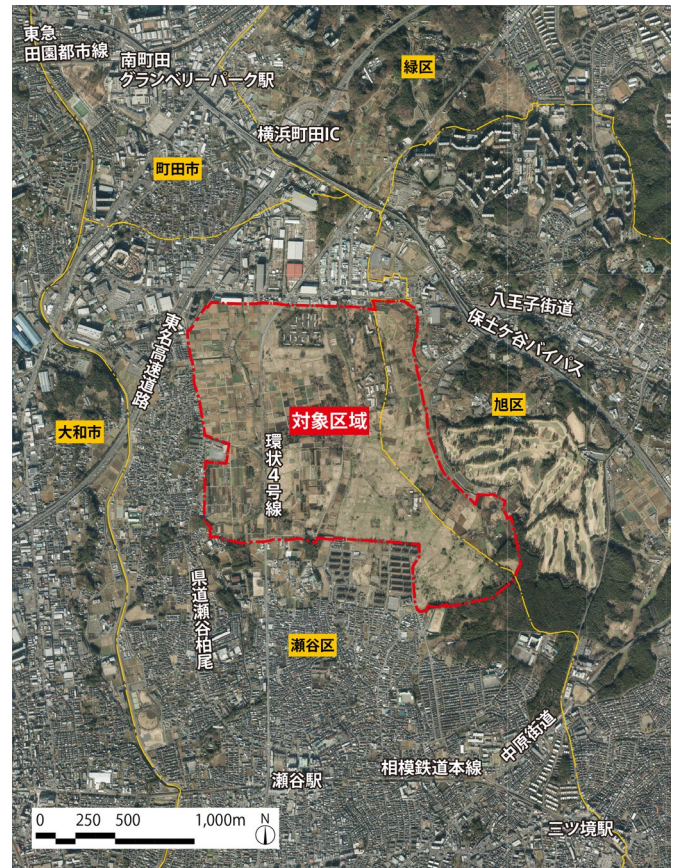 東急
田園都市線
南町田
グランベリーパーク駅
緑区
横浜町田IC
町田市
八王子街道
保土ケ谷バイパス
東名高速道路
旭区
対象区域
大和市
環状4号線
県道瀬谷柏尾
瀬谷区
中原街道
相模鉄道本線
瀬谷駅
三ツ境駅
0 250 500 1,000m N